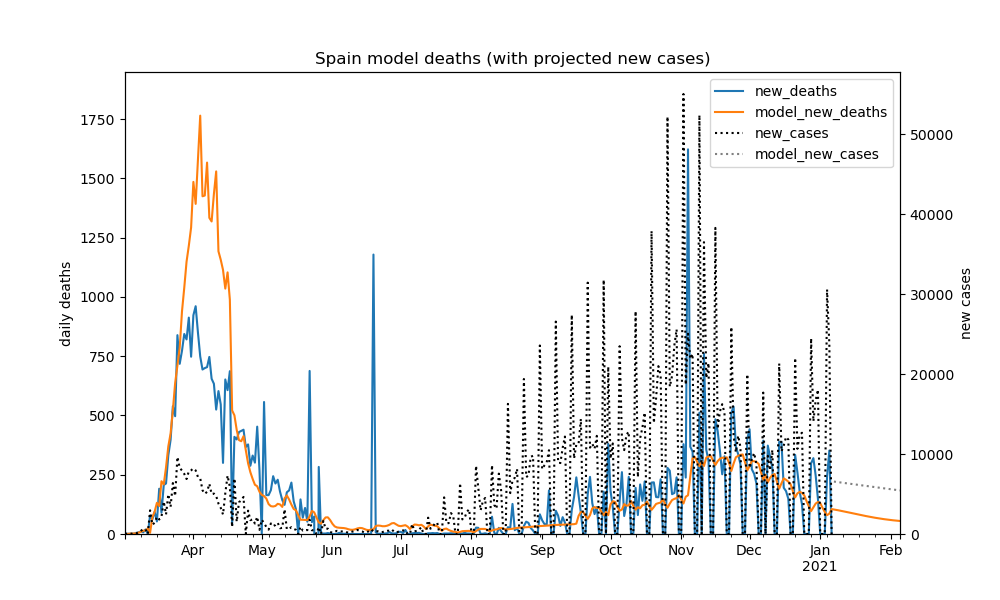 Spain model deaths (with projected new cases)
new_deaths
model_new_deaths
new_cases
model_new_cases
daily deaths
1750
1500
1250
1000
750
500
250
0
new cases
50000
40000
30000
20000
10000
0
Apr May Jun Jul Aug Sep Oct Nov Dec Jan Feb
2021